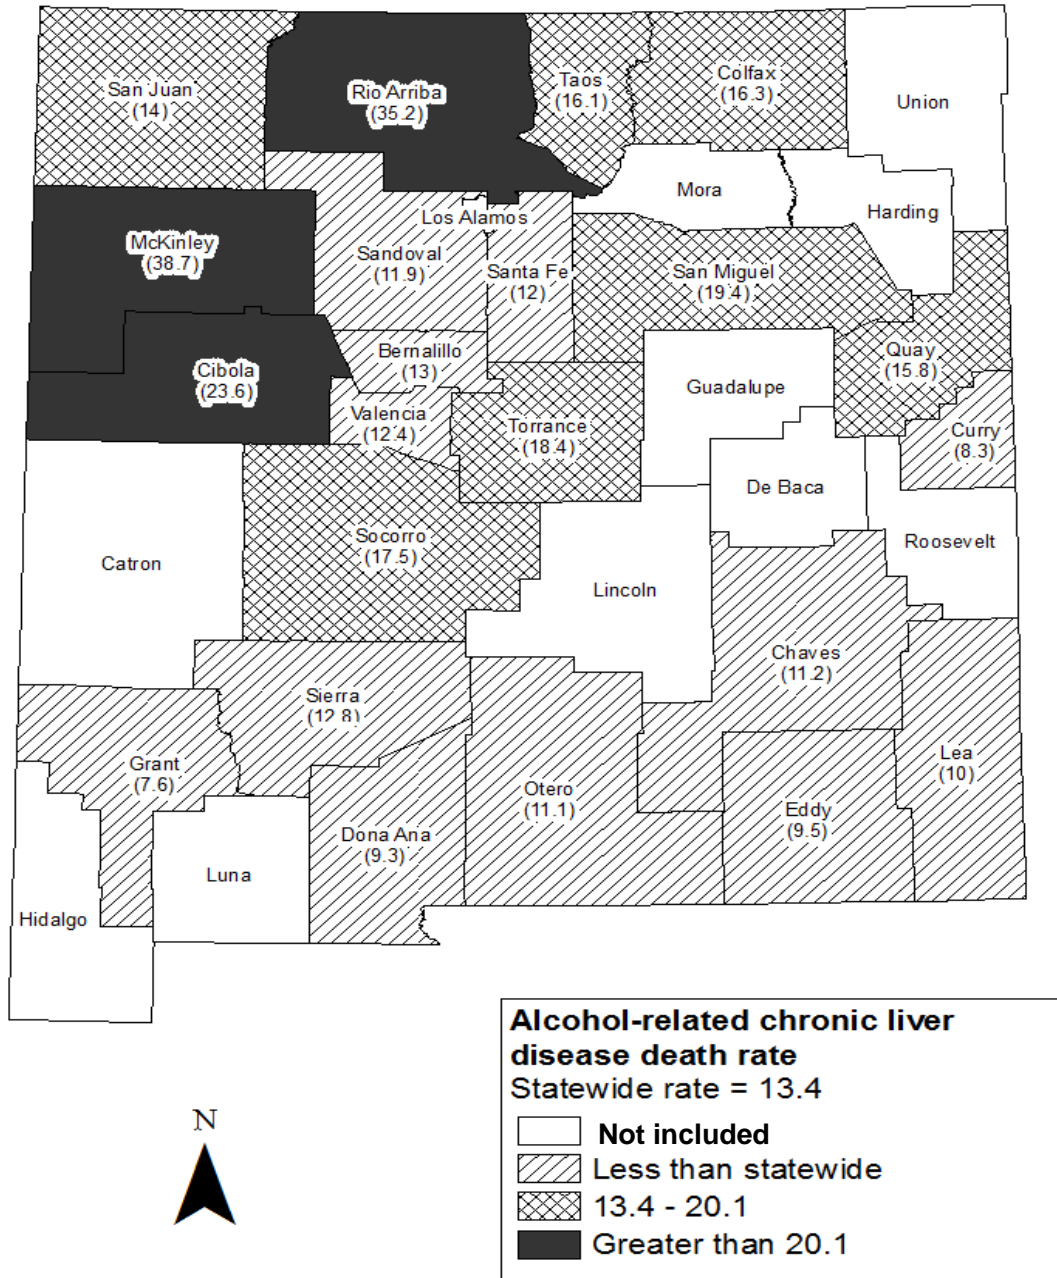 San Juan
(14)
Rio Arriba
(35.2)
Taos
(16.1)
Colfax
(16.3)
Union
Mora
Harding
Los Alamos
McKinley
(38.7)
Sandoval
(11.9)
Santa Fe
(12)
San Miguel
(19.4)
Bernalillo
(13)
Quay
(15.8)
Cibola
(23.6)
Guadalupe
Valencia
(12.4)
Torrance
(18.4)
Curry
(8.3)
De Baca
Socorro
(17.5)
Roosevelt
Catron
Lincoln
Chaves
(11.2)
Sierra
(12.8)
Grant
(7.6)
Lea
(10)
Otero
(11.1)
Eddy
(9.5)
Dona Ana
(9.3)
Luna
Hidalgo
Alcohol-related chronic liver
disease death rate
Statewide rate = 13.4
Not included
Less than statewide
13.4 - 20.1
Greater than 20.1
N